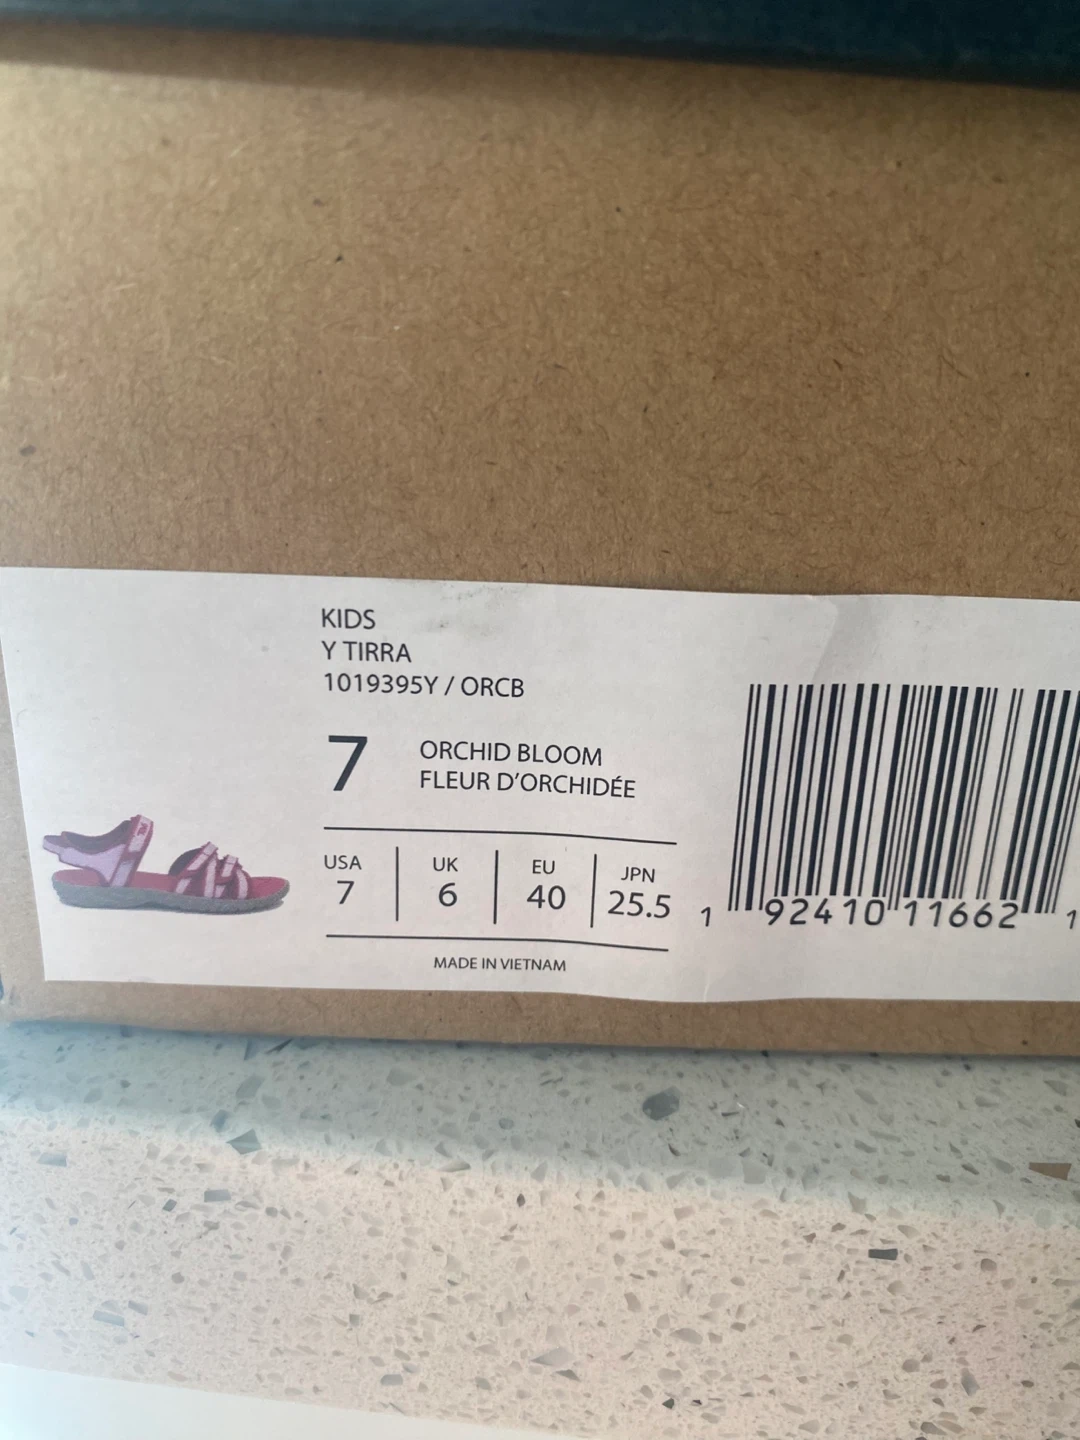 KIDS
Y TIRRA
1019395Y / ORCB
7
ORCHID BLOOM
FLEUR D'ORCHIDÉE
USA
7
UK
6
EU
40
JPN
25.5
MADE IN VIETNAM
1 92410 11662 1